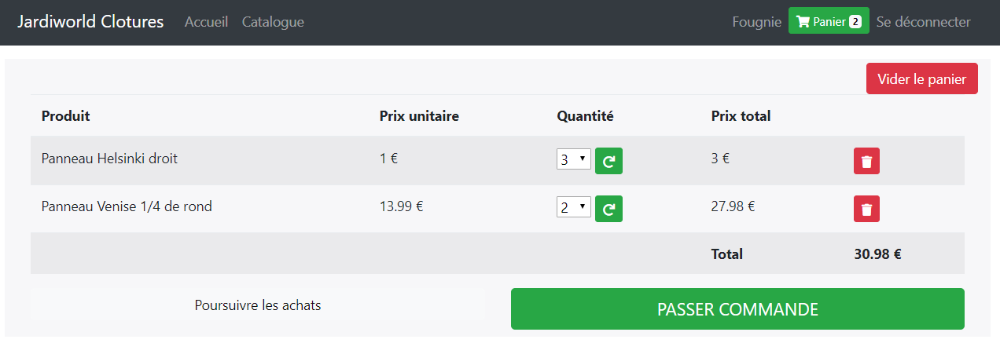 Jardiworld Clotures Accueil Catalogue Fougnie Panier 2 Se déconnecter
Vider le panier
Produit Prix unitaire Quantité Prix total
Panneau Helsinki droit 1 € 3 3 €
Panneau Venise 1/4 de rond 13.99 € 2 27.98 €
Total 30.98 €
Poursuivre les achats PASSER COMMANDE